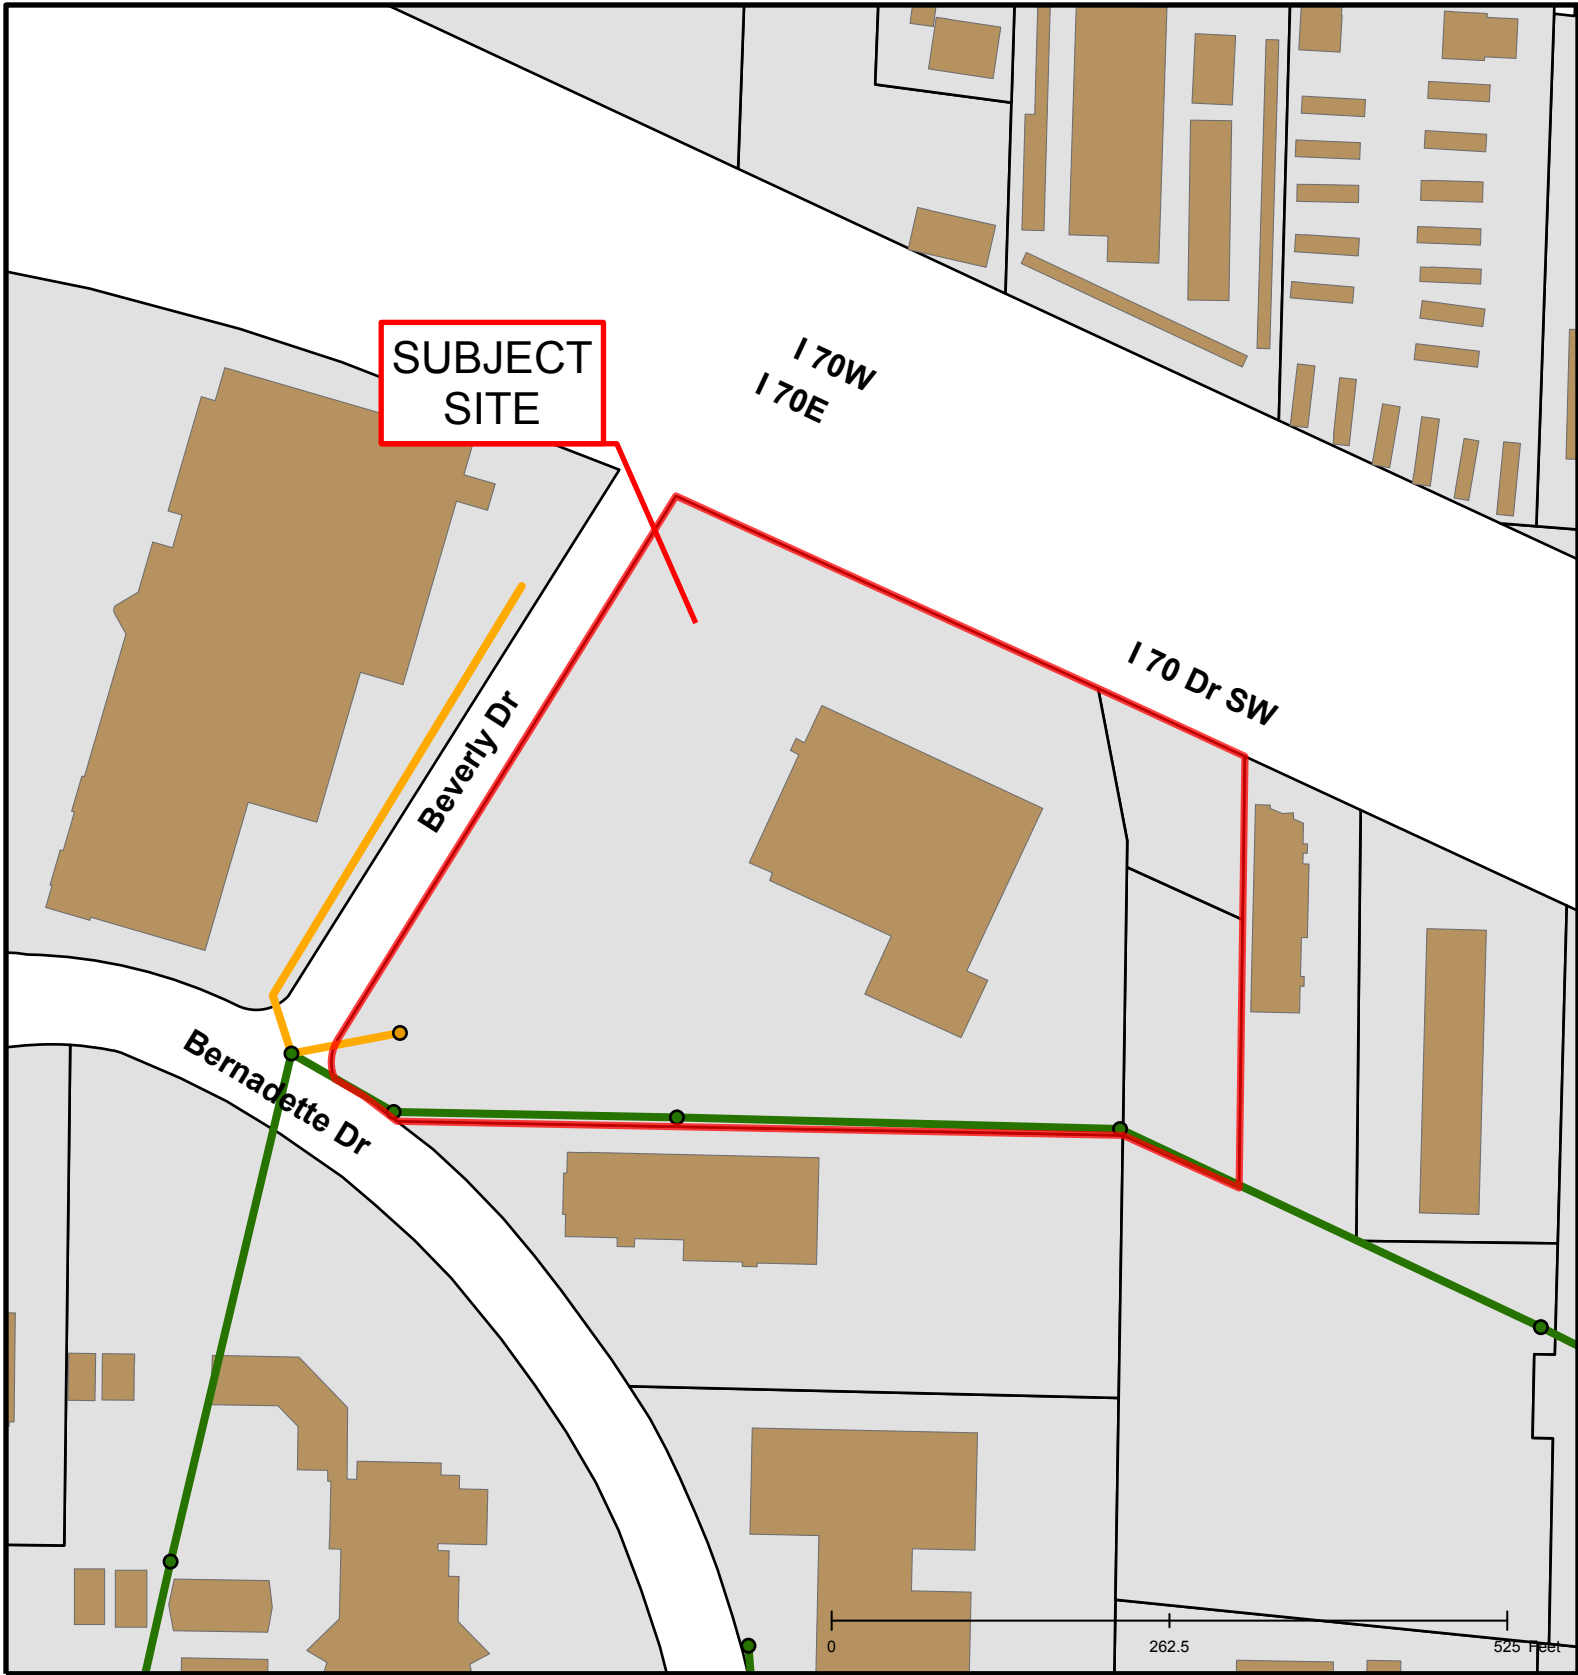 SUBJECT
SITE
I 70W
I 70E
I 70 Dr SW
Beverly Dr
Bernadette Dr
0 262.5 525 Feet